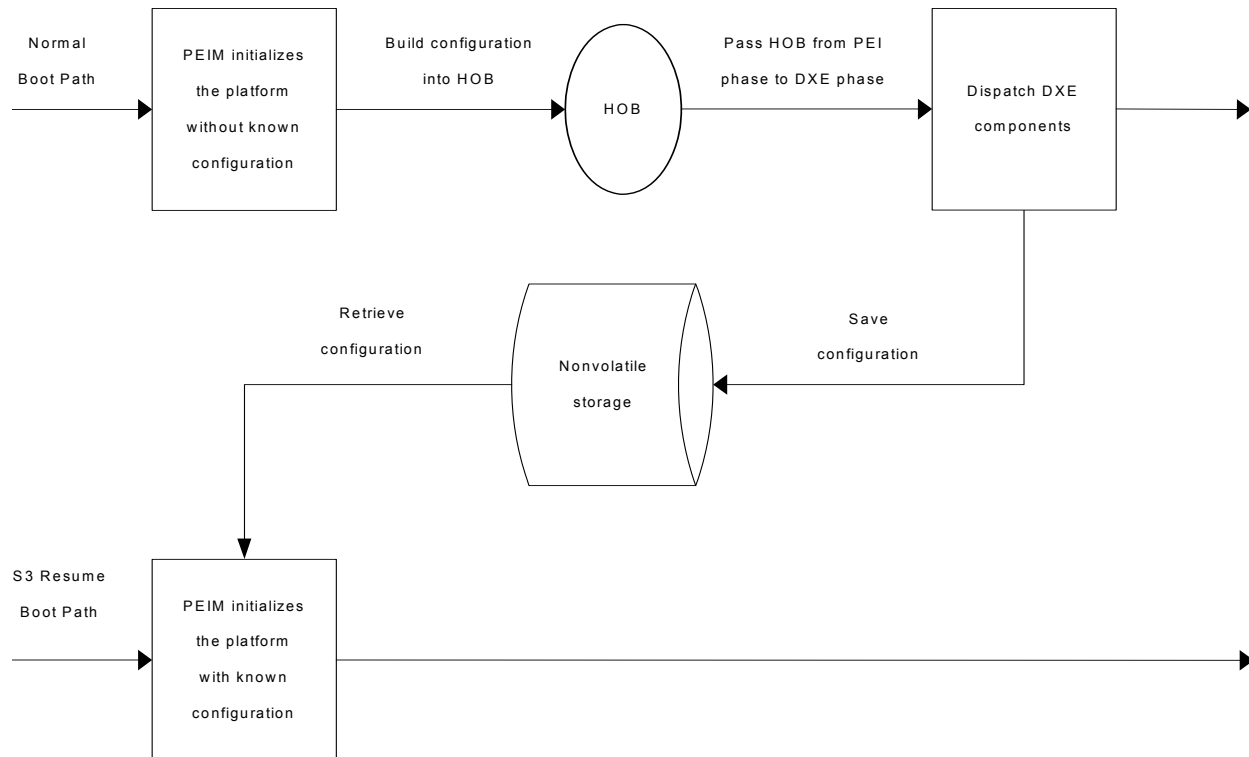 Normal
Boot Path
PEIM initializes
the platform
without known
configuration
Build configuration
into HOB
HOB
Pass HOB from PEI
phase to DXE phase
Dispatch DXE
components
Retrieve
configuration
Nonvolatile
storage
Save
configuration
S3 Resume
Boot Path
PEIM initializes
the platform
with known
configuration